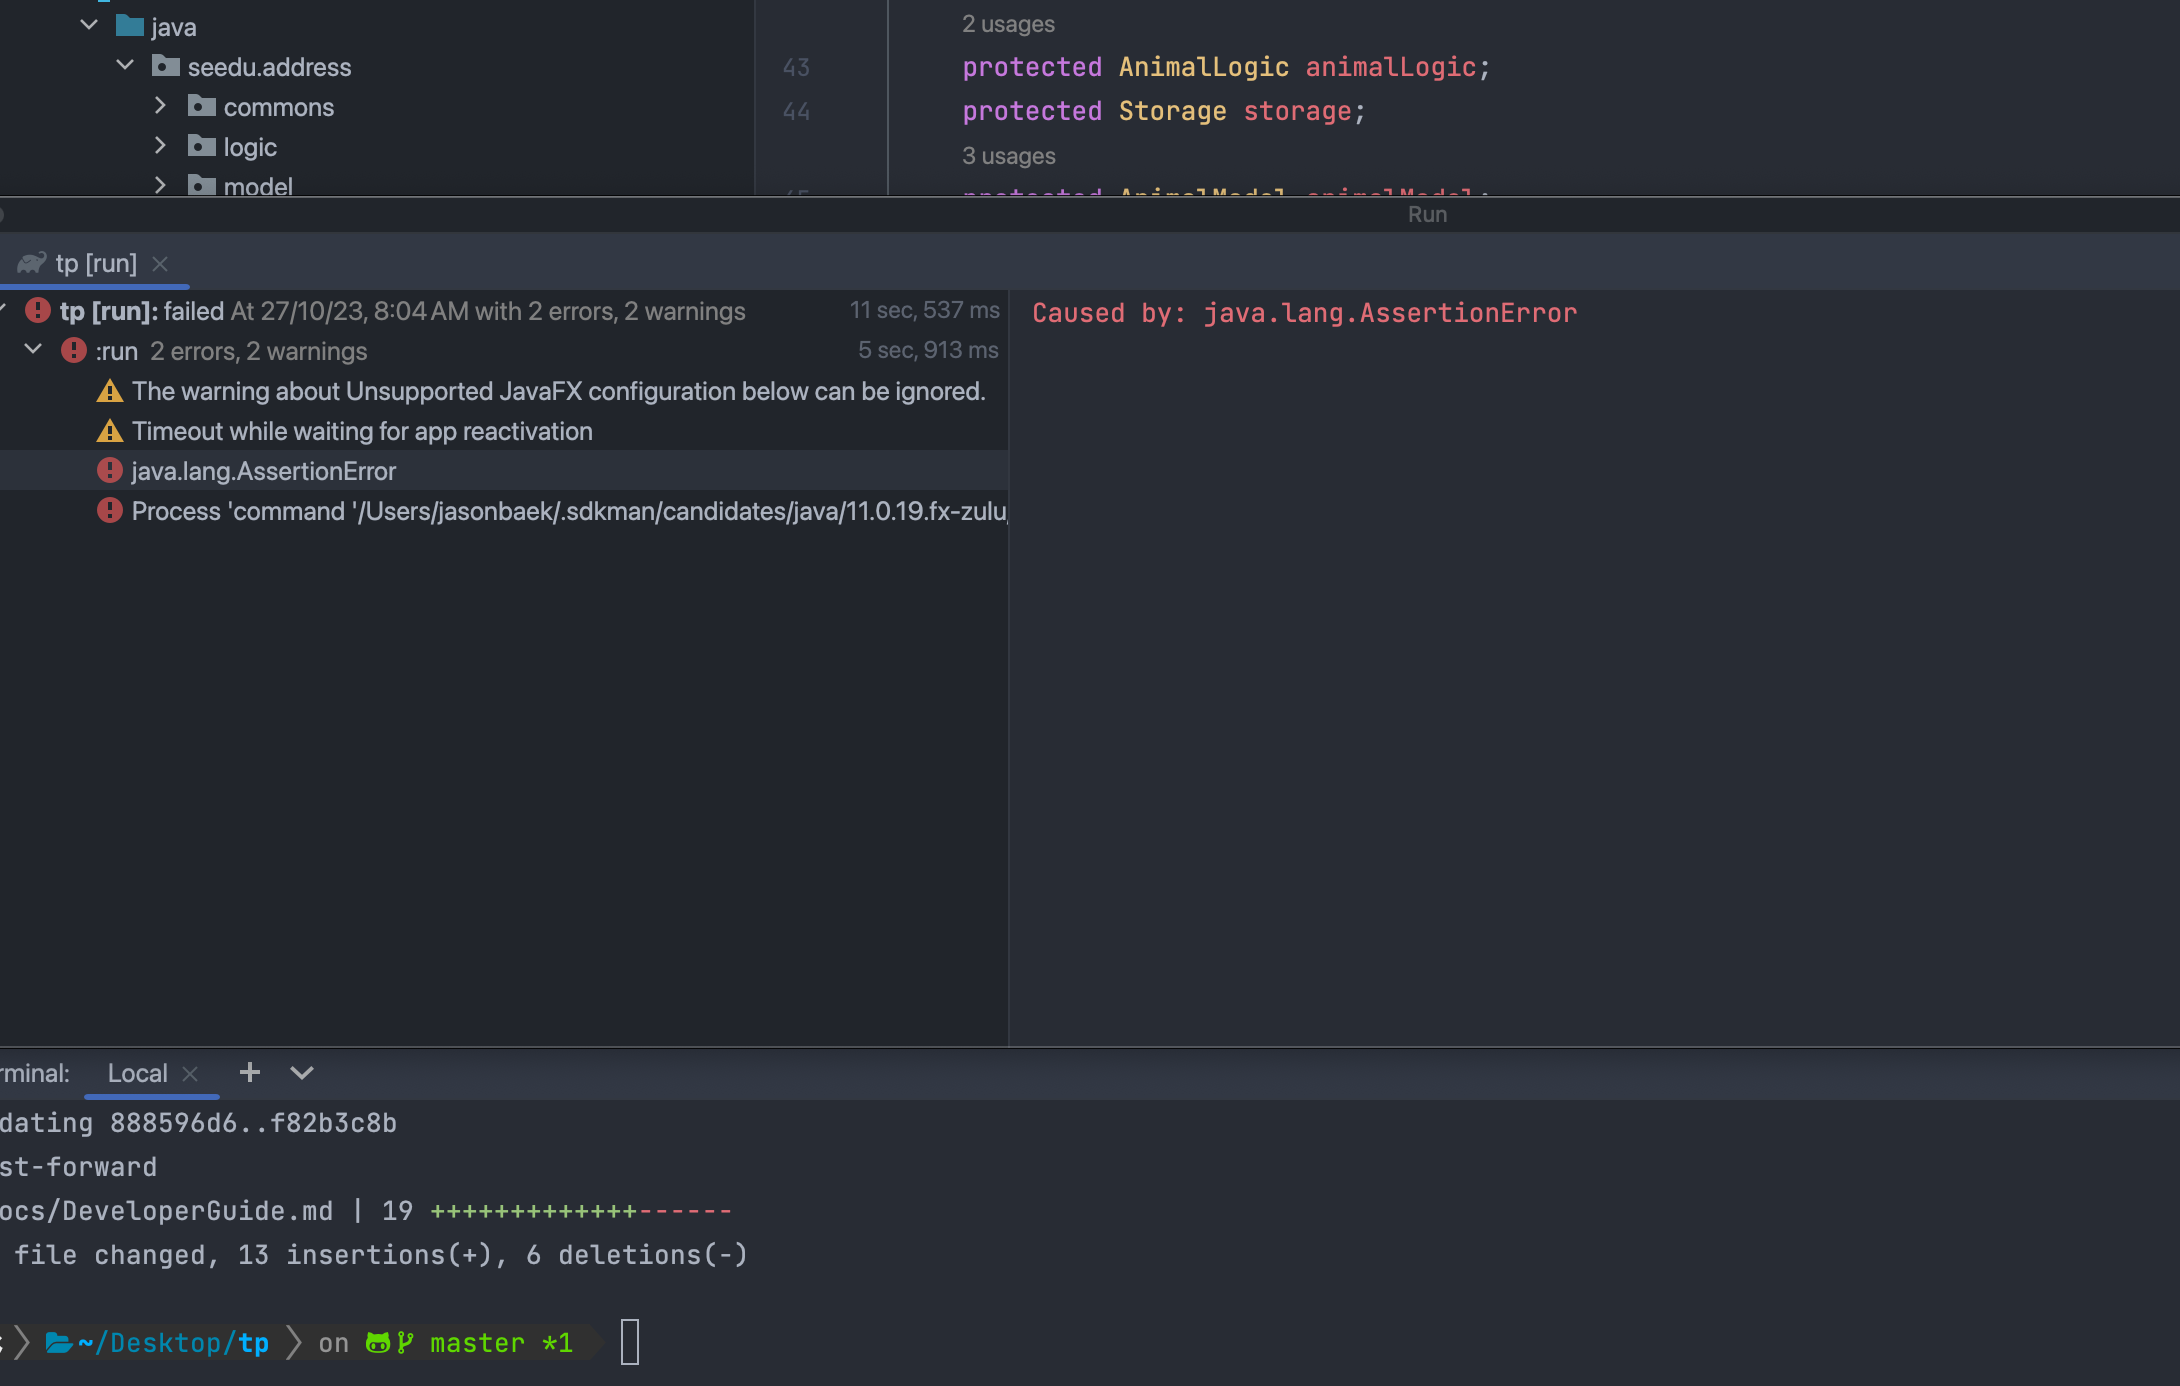 java
seedu.address
commons
logic
model
2 usages
43 protected AnimalLogic animalLogic;
44 protected Storage storage;
3 usages
45 protected AnimalModel animalModel;
Run
tp [run]
tp [run]: failed At 27/10/23, 8:04 AM with 2 errors, 2 warnings 11 sec, 537 ms
:run 2 errors, 2 warnings 5 sec, 913 ms
The warning about Unsupported JavaFX configuration below can be ignored.
Timeout while waiting for app reactivation
java.lang.AssertionError
Process 'command '/Users/jasonbaek/.sdkman/candidates/java/11.0.19.fx-zulu
Caused by: java.lang.AssertionError
rminal: Local
dating 888596d6..f82b3c8b
st-forward
ocs/DeveloperGuide.md | 19 +++++++++++++------
file changed, 13 insertions(+), 6 deletions(-)
~/Desktop/tp on master *1